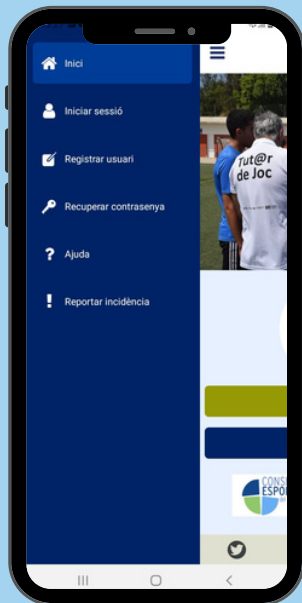 Inici
Iniciar sessió
Registrar usuari
Recuperar contrasenya
Ajuda
Reportar incidència
Tut@r
de Joc
CONS
ESPO